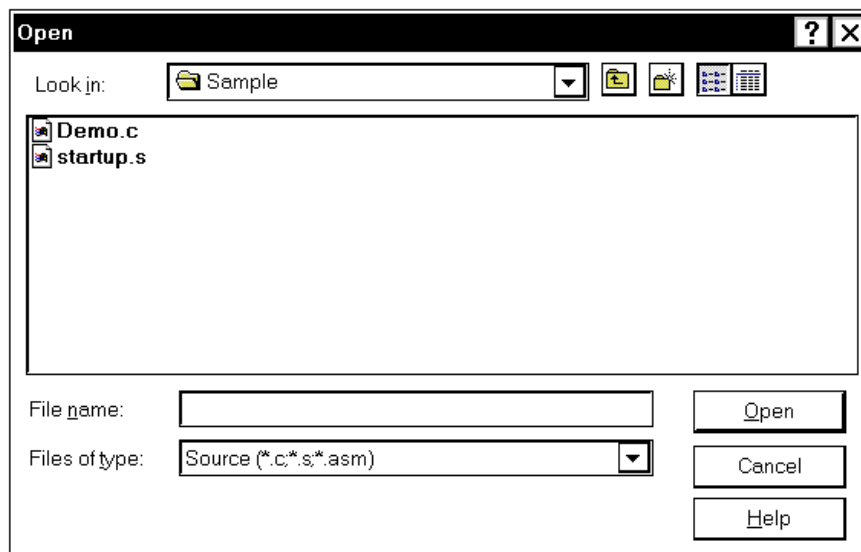 Open
Look in: Sample
Demo.c
startup.s
File name:
Open
Files of type: Source (*.c;*.s;*.asm)
Cancel
Help